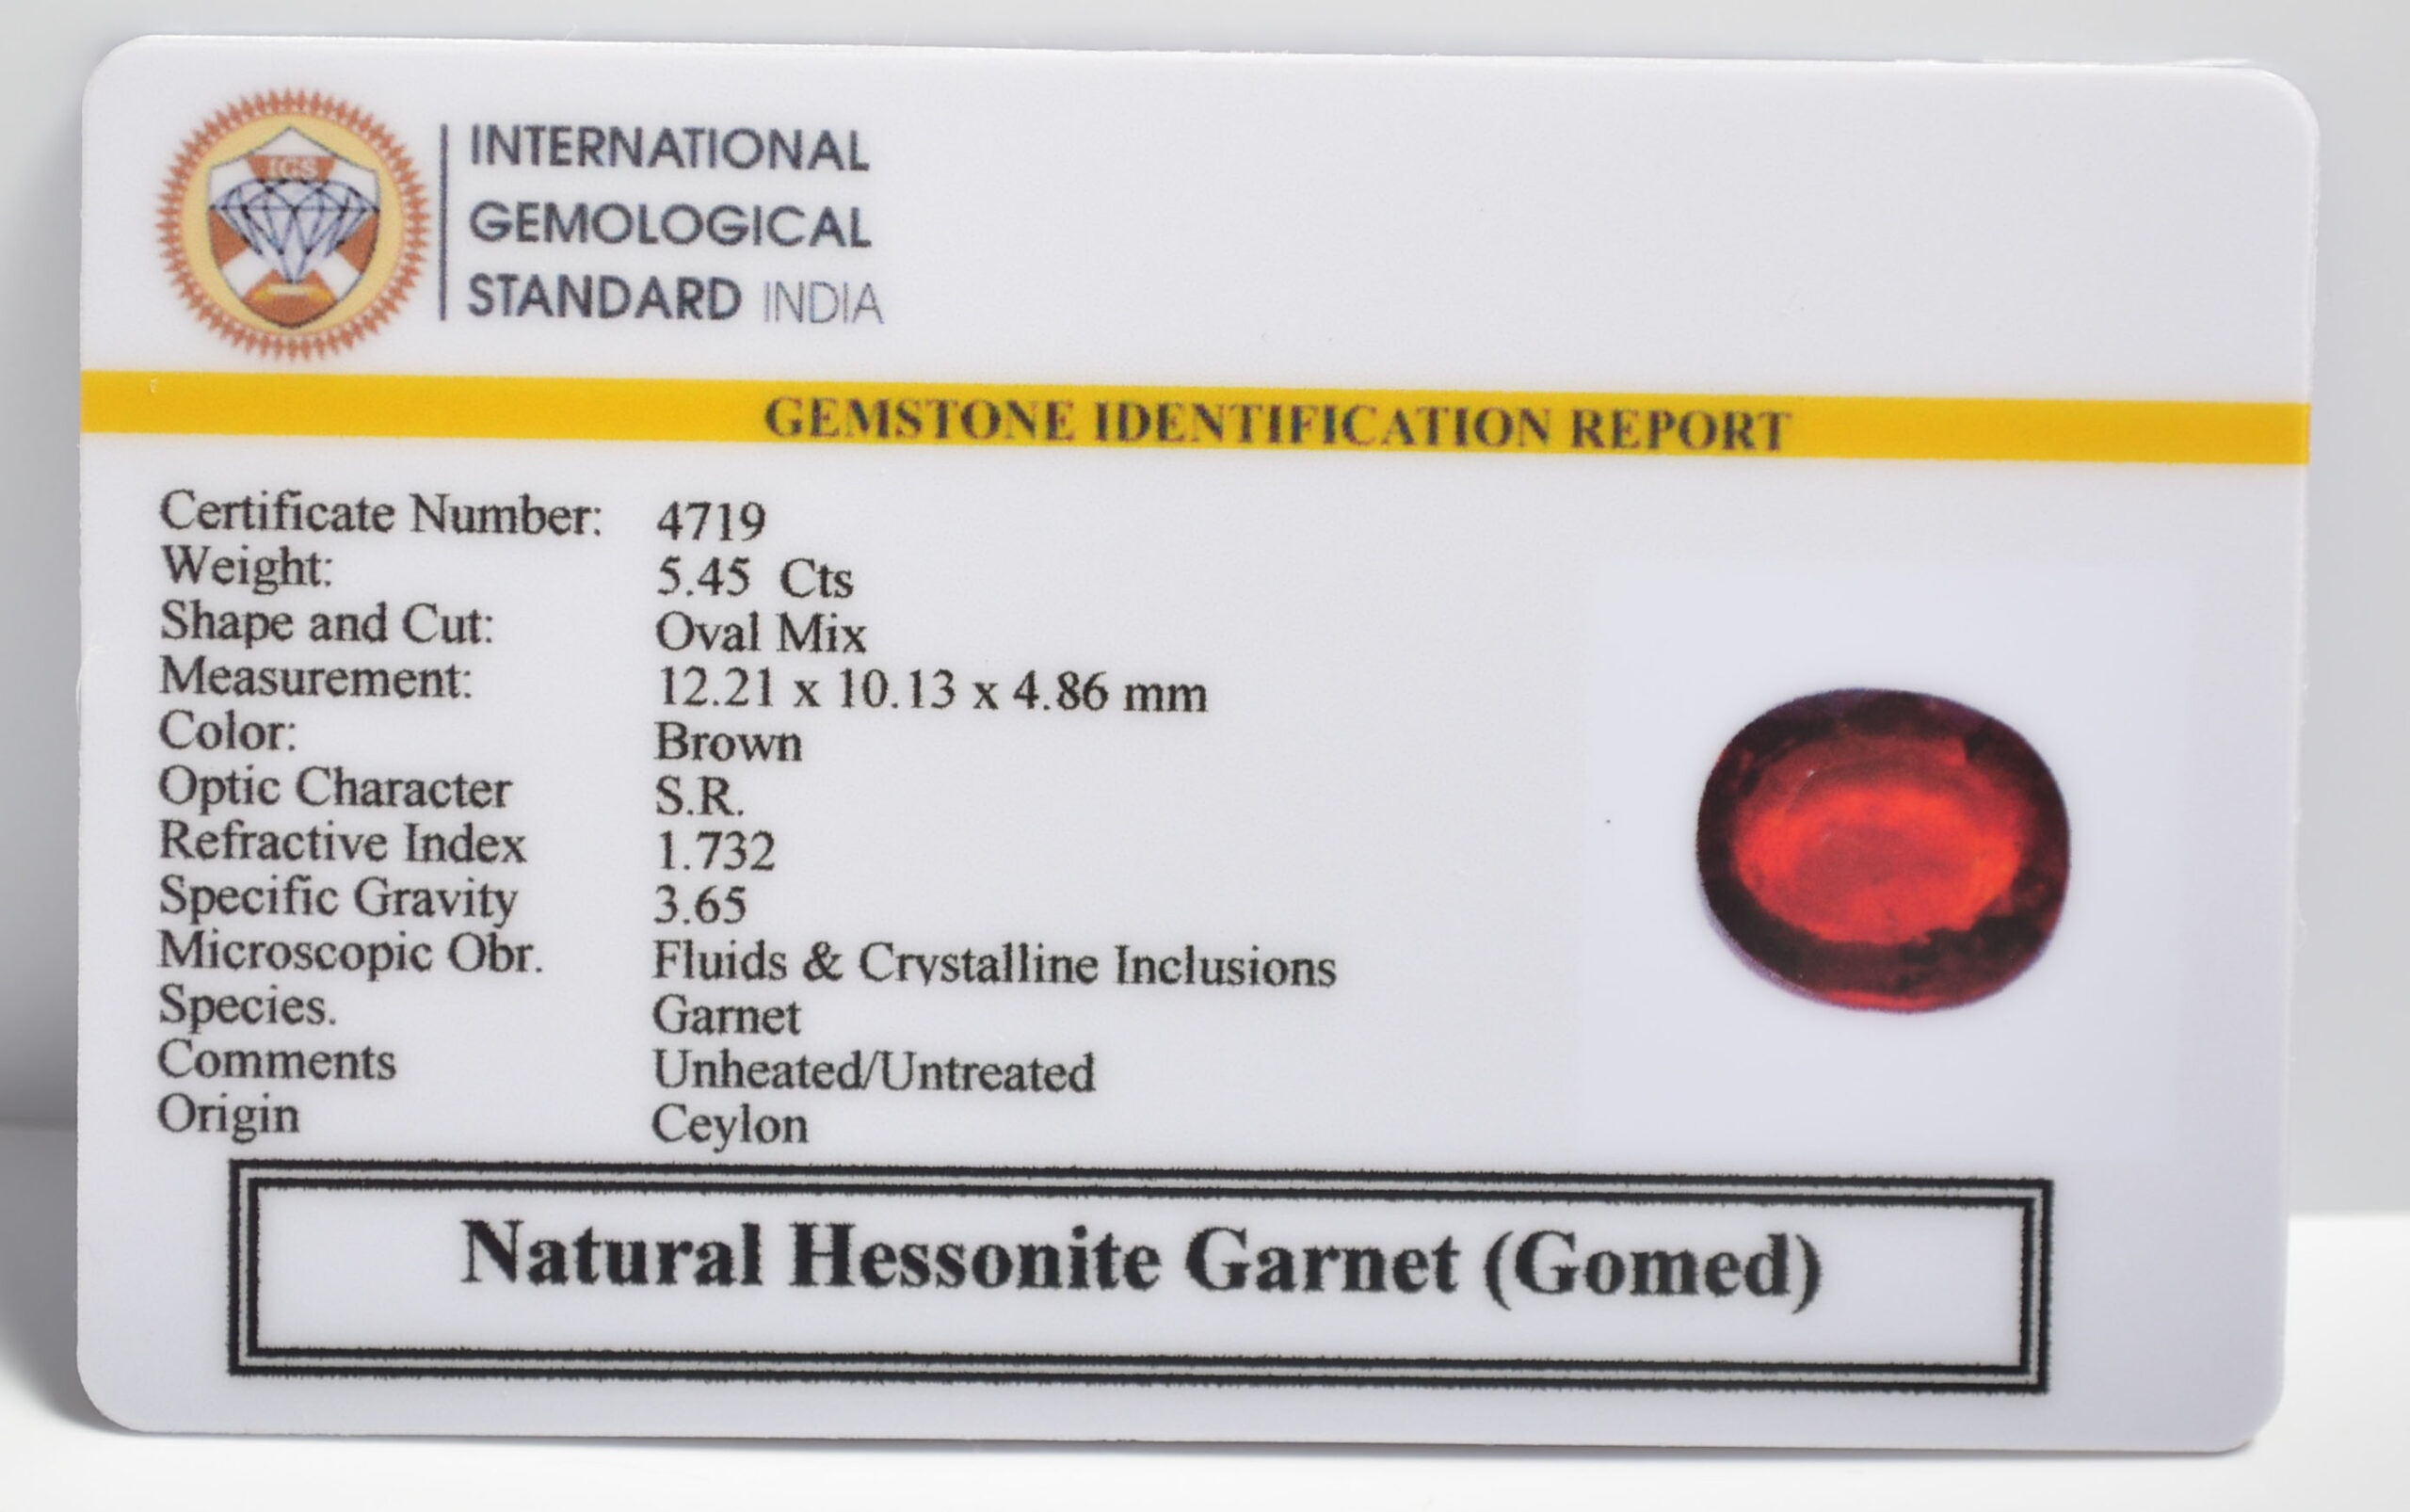 IGS
INTERNATIONAL
GEMOLOGICAL
STANDARD INDIA
GEMSTONE IDENTIFICATION REPORT
Certificate Number: 4719
Weight: 5.45 Cts
Shape and Cut: Oval Mix
Measurement: 12.21 x 10.13 x 4.86 mm
Color: Brown
Optic Character S.R.
Refractive Index 1.732
Specific Gravity 3.65
Microscopic Obr. Fluids & Crystalline Inclusions
Species. Garnet
Comments Unheated/Untreated
Origin Ceylon
Natural Hessonite Garnet (Gomed)